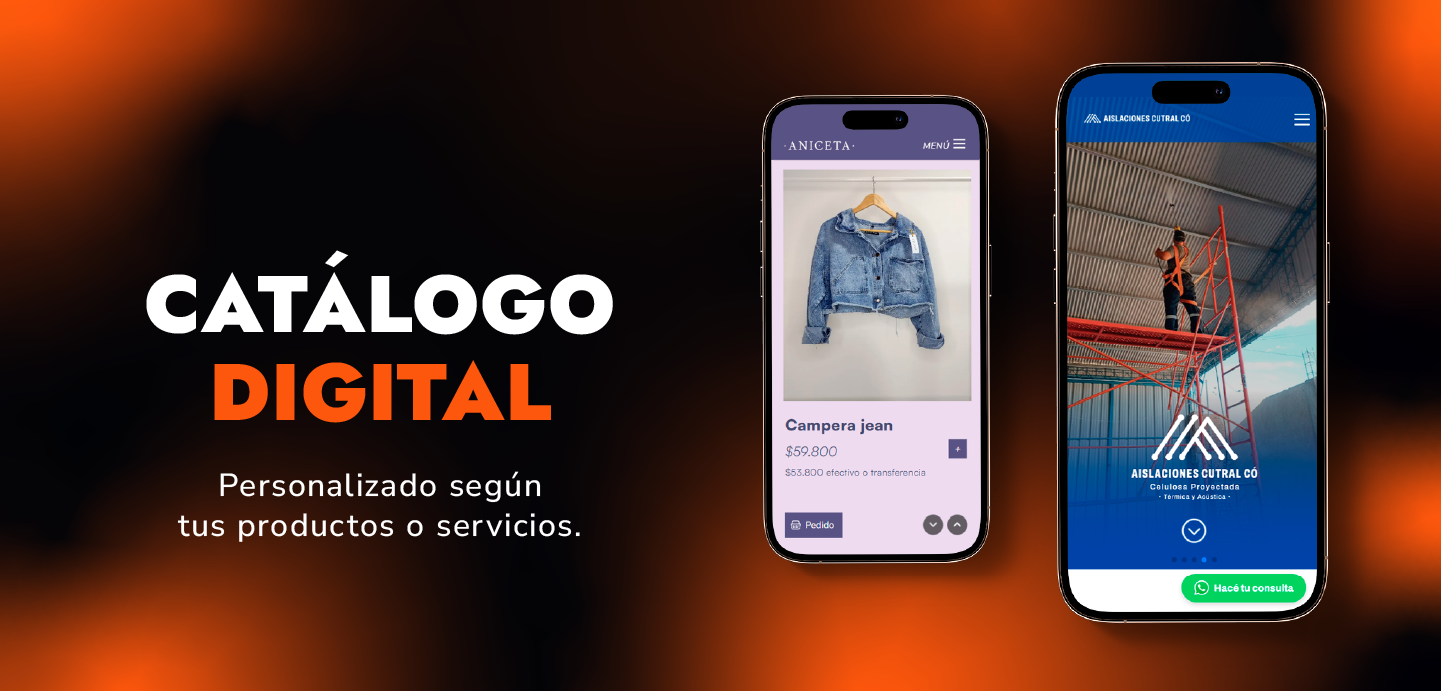 CATÁLOGO
DIGITAL
Personalizado según
tus productos o servicios.
·ANICETA·
MENÚ
Campera jean
$59.800
+
$53.800 efectivo o transferencia
Pedido
AISLACIONES CUTRAL CÓ
AISLACIONES CUTRAL CÓ
Celulosa Proyectada
· Térmica y Acústica ·
Hacé tu consulta